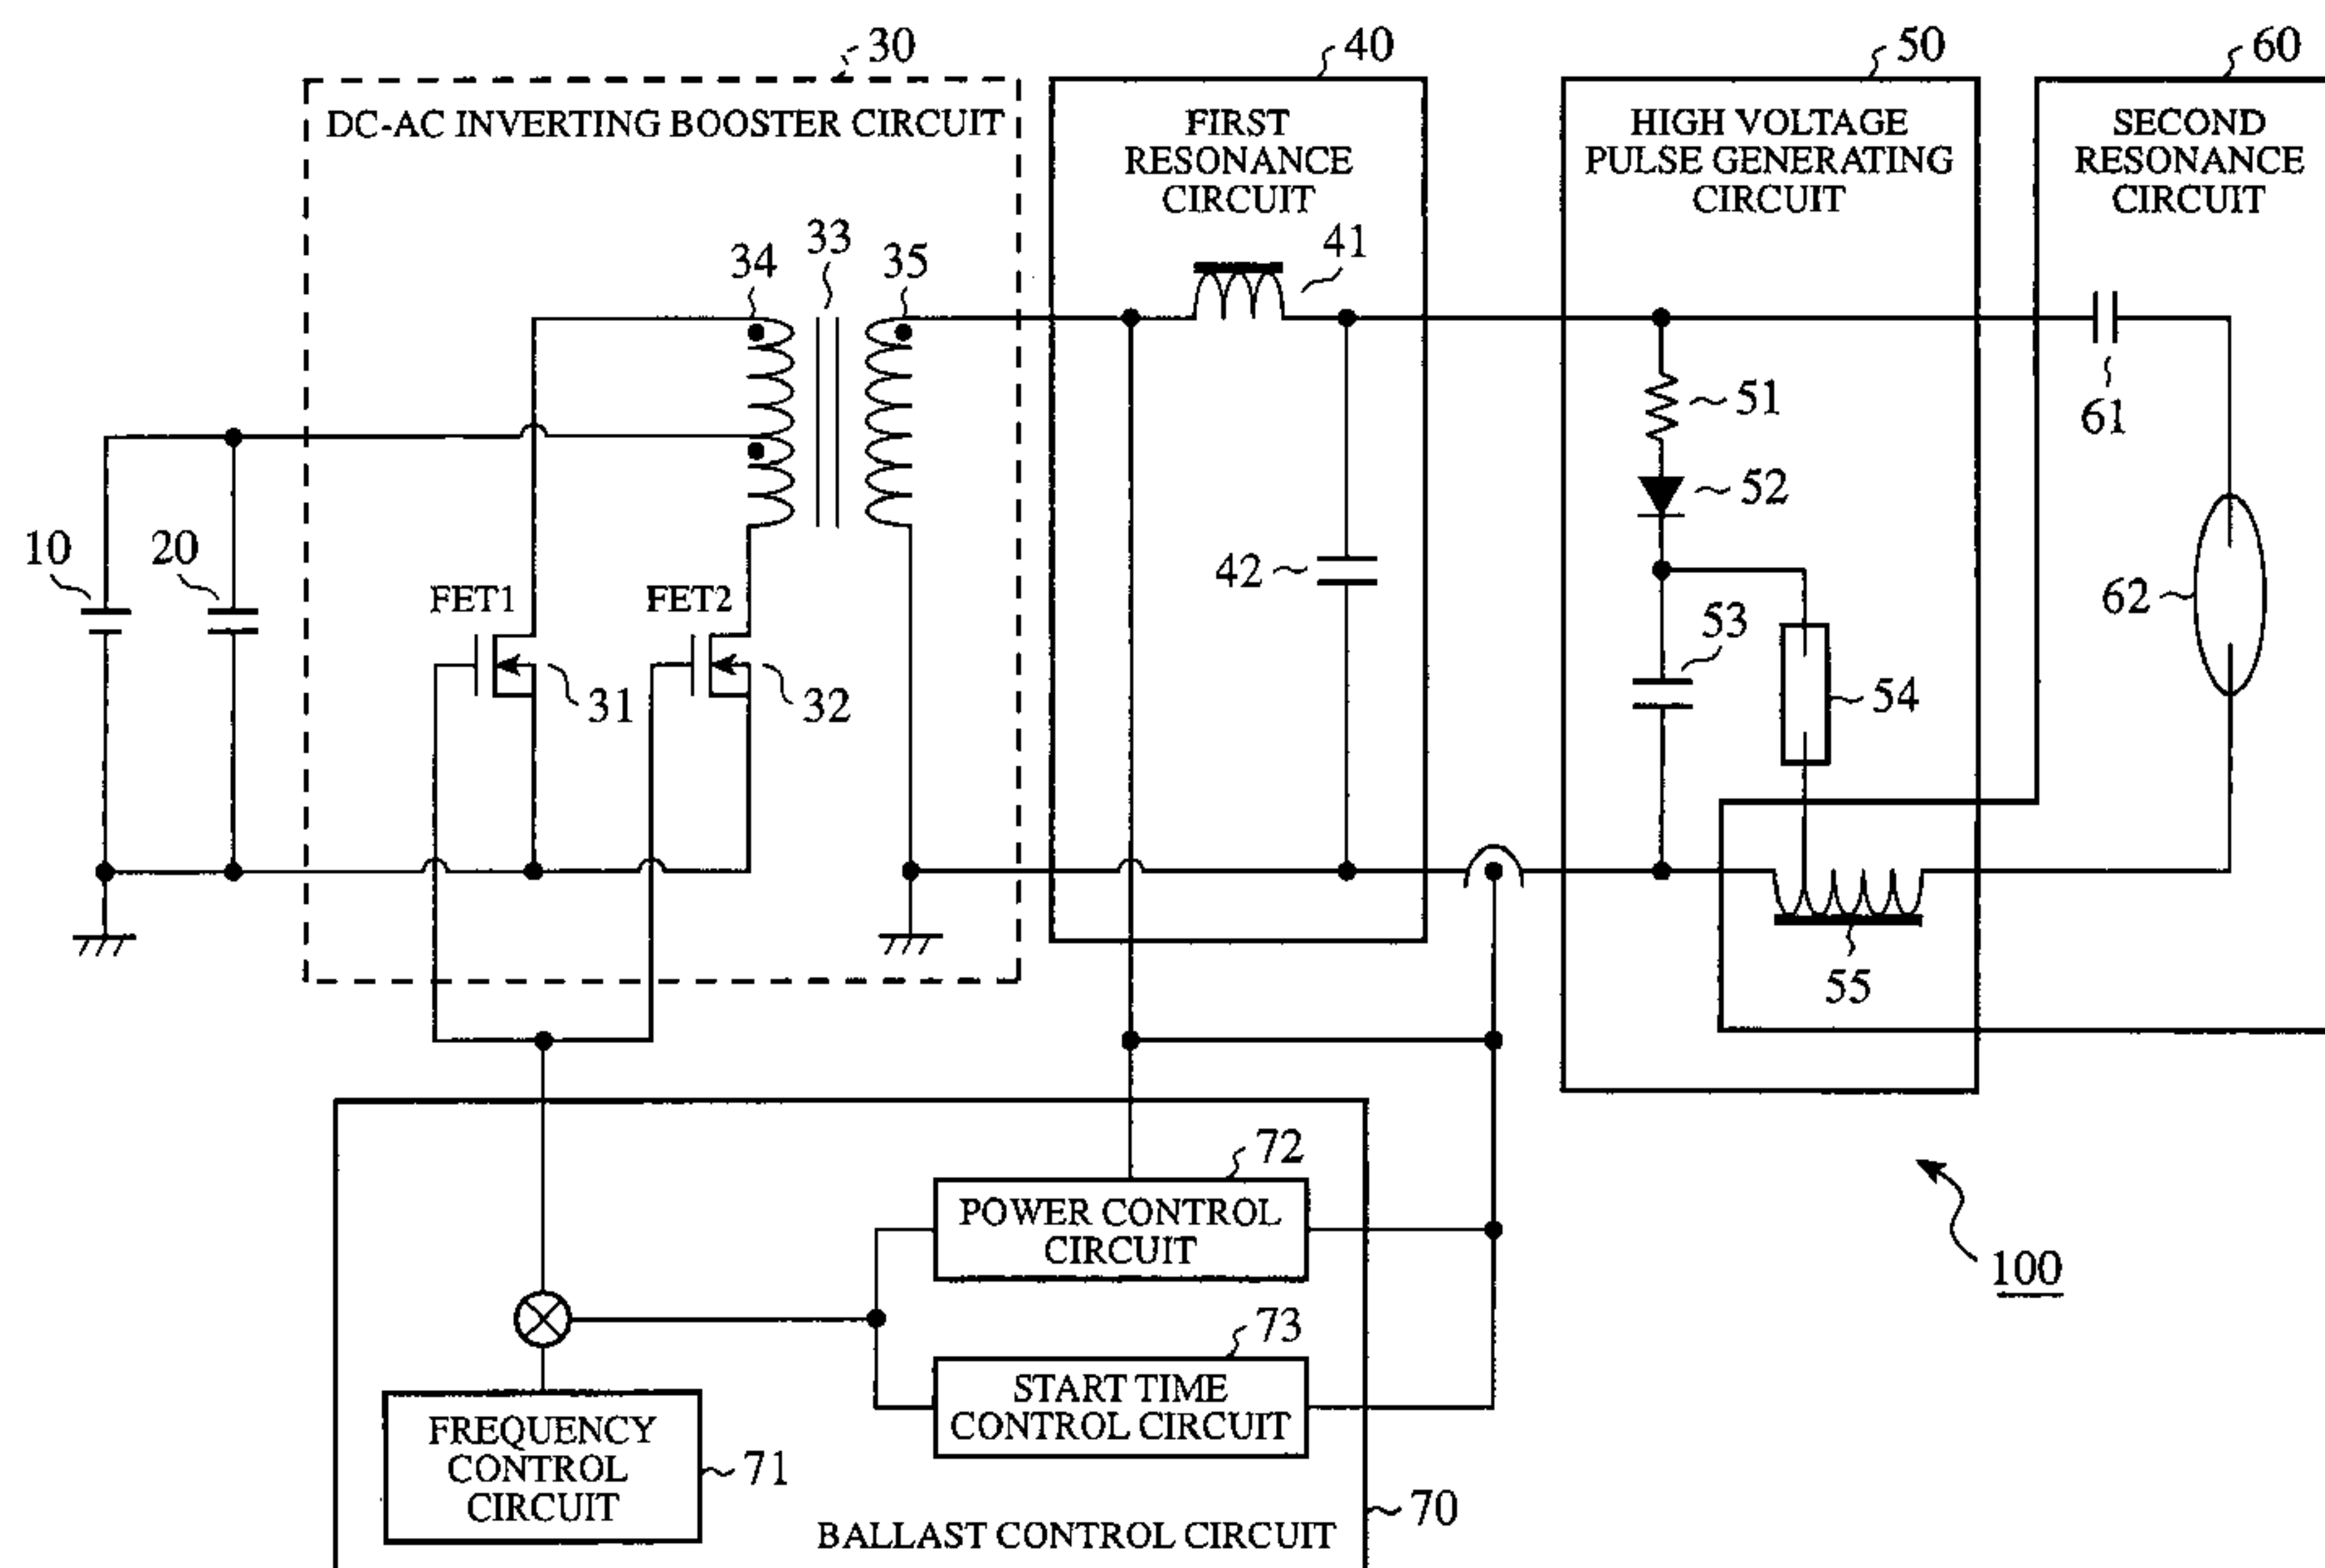 30
40
50
60
DC-AC INVERTING BOOSTER CIRCUIT
FIRST
RESONANCE
CIRCUIT
HIGH VOLTAGE
PULSE GENERATING
CIRCUIT
SECOND
RESONANCE
CIRCUIT
34
33
35
41
51
61
52
10
20
FET1
FET2
42
53
62
31
32
54
55
72
POWER CONTROL
CIRCUIT
100
73
START TIME
CONTROL CIRCUIT
FREQUENCY
CONTROL
CIRCUIT
71
70
BALLAST CONTROL CIRCUIT